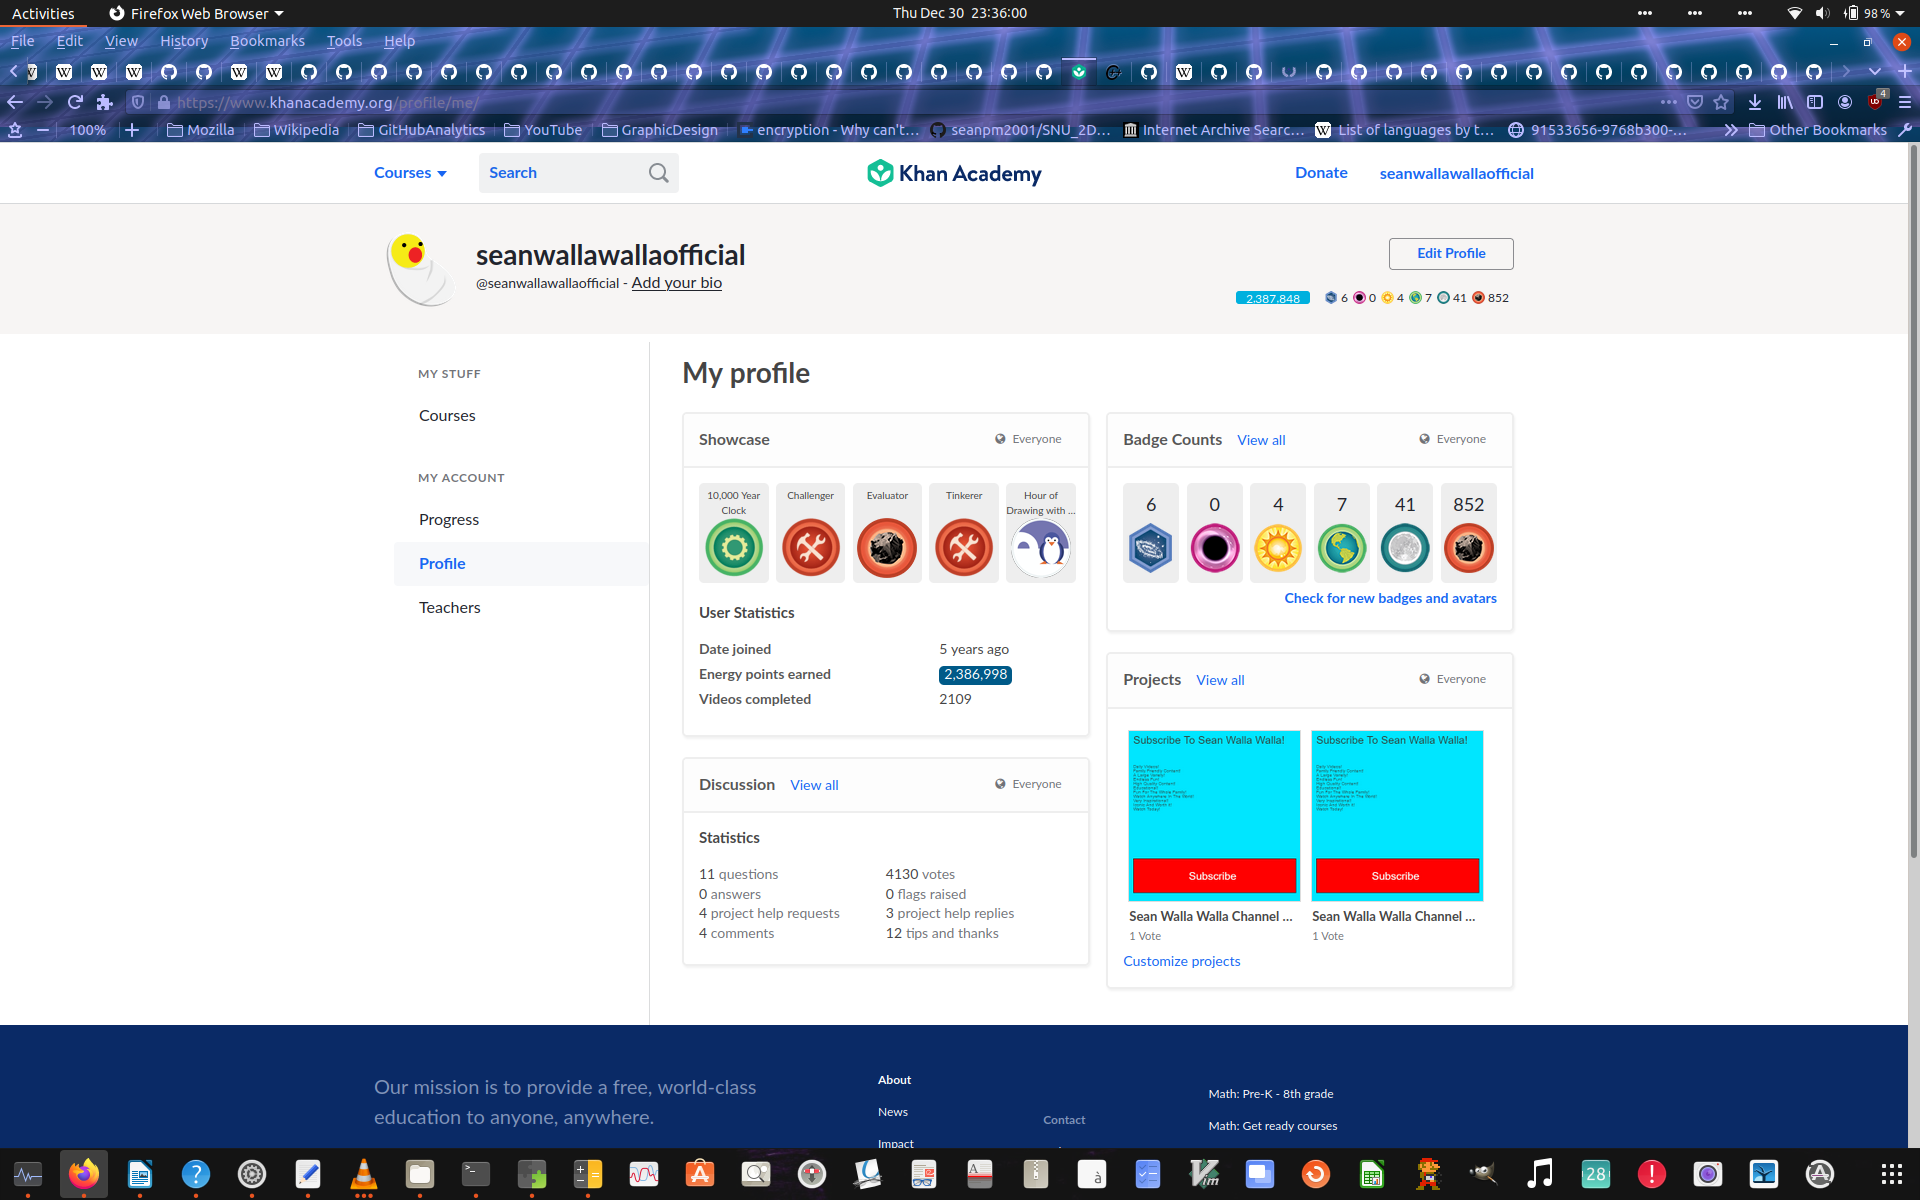 Activities
Firefox Web Browser
Thu Dec 30 23:36:00
98 %
File Edit View History Bookmarks Tools Help
https://www.khanacademy.org/profile/me/
4
100%
Mozilla
Wikipedia
GitHubAnalytics
YouTube
GraphicDesign
encryption - Why can't...
seanpm2001/SNU_2D...
Internet Archive Searc...
List of languages by t...
91533656-9768b300-...
Other Bookmarks
Courses
Search
Khan Academy
Donate
seanwallawallaofficial
seanwallawallaofficial
@seanwallawallaofficial - Add your bio
Edit Profile
2,387,848 6 0 4 7 41 852
MY STUFF
Courses
MY ACCOUNT
Progress
Profile
Teachers
My profile
Showcase
Everyone
10,000 Year Clock
Challenger
Evaluator
Tinkerer
Hour of Drawing with ...
User Statistics
Date joined 5 years ago
Energy points earned 2,386,998
Videos completed 2109
Badge Counts View all
Everyone
6 0 4 7 41 852
Check for new badges and avatars
Discussion View all
Everyone
Statistics
11 questions 4130 votes
0 answers 0 flags raised
4 project help requests 3 project help replies
4 comments 12 tips and thanks
Projects View all
Everyone
Subscribe To Sean Walla Walla!
Subscribe
Subscribe To Sean Walla Walla!
Subscribe
Sean Walla Walla Channel ...
1 Vote
Sean Walla Walla Channel ...
1 Vote
Customize projects
Our mission is to provide a free, world-class
education to anyone, anywhere.
About
News
Impact
Contact
Math: Pre-K - 8th grade
Math: Get ready courses
28